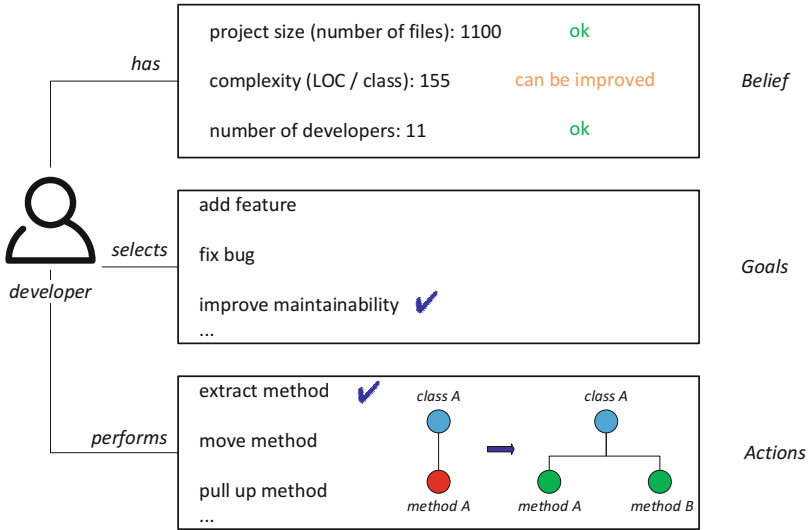 project size (number of files): 1100 ok
has
complexity (LOC / class): 155 can be improved
Belief
number of developers: 11 ok
add feature
selects
fix bug
Goals
developer
improve maintainability
...
extract method
class A
class A
performs
move method
Actions
pull up method
method A
method A
method B
...